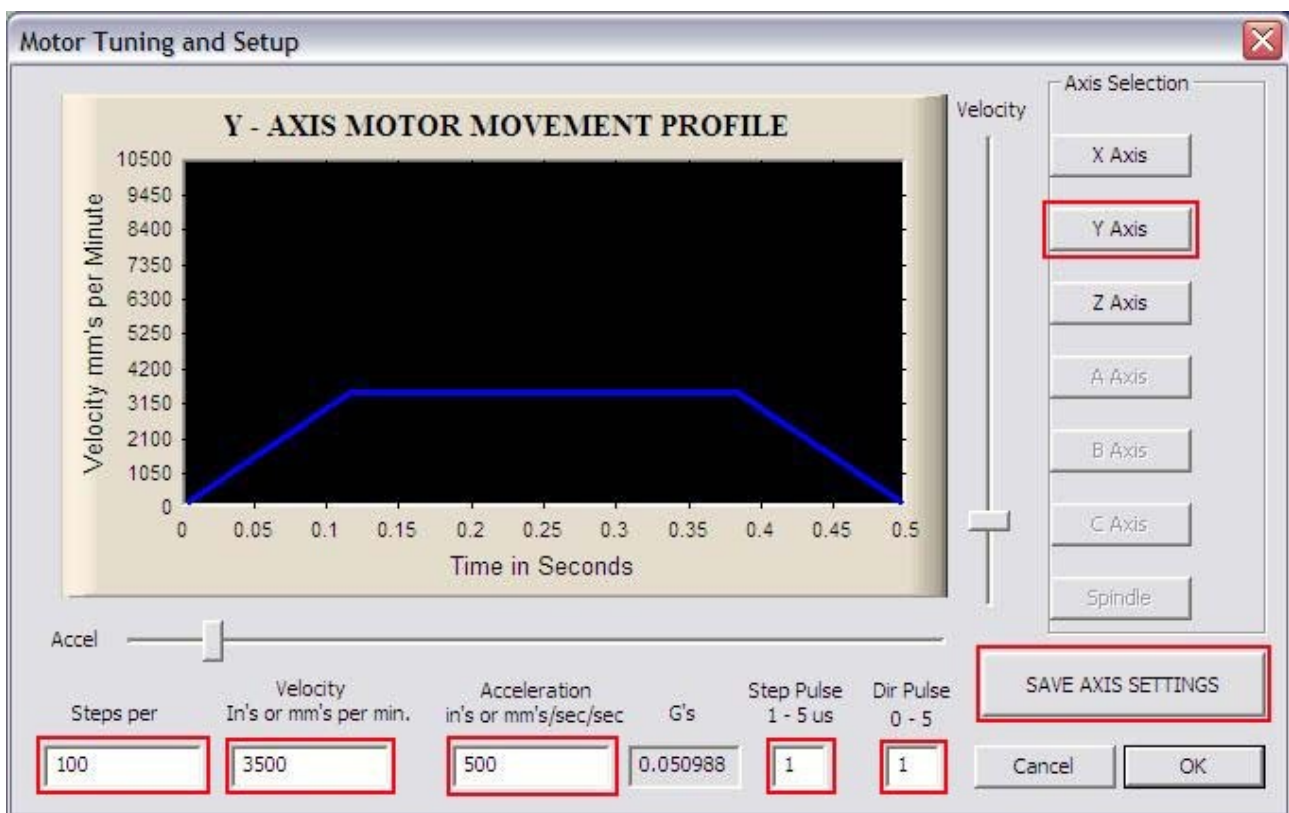 Motor Tuning and Setup
Y - AXIS MOTOR MOVEMENT PROFILE
Velocity mm's per Minute
10500
9450
8400
7350
6300
5250
4200
3150
2100
1050
0
0 0.05 0.1 0.15 0.2 0.25 0.3 0.35 0.4 0.45 0.5
Time in Seconds
Velocity
Axis Selection
X Axis
Y Axis
Z Axis
A Axis
B Axis
C Axis
Spindle
Accel
Steps per
Velocity
In's or mm's per min.
Acceleration
in's or mm's/sec/sec
G's
Step Pulse
1 - 5 us
Dir Pulse
0 - 5
100
3500
500
0.050988
1
1
SAVE AXIS SETTINGS
Cancel
OK